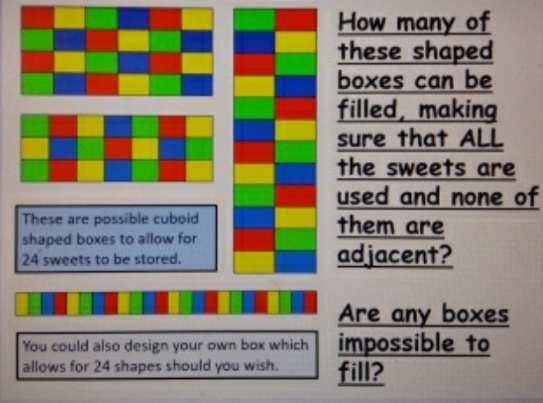 How many of
these shaped
boxes can be
filled, making
sure that ALL
the sweets are
used and none of
them are
adjacent?
These are possible cuboid
shaped boxes to allow for
24 sweets to be stored.
Are any boxes
impossible to
fill?
You could also design your own box which
allows for 24 shapes should you wish.